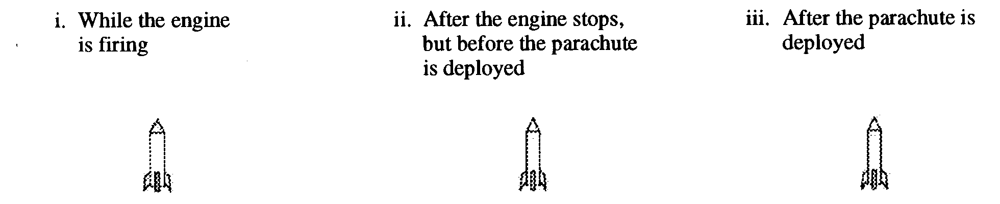 i. While the engine
is firing
ii. After the engine stops,
but before the parachute
is deployed
iii. After the parachute is
deployed